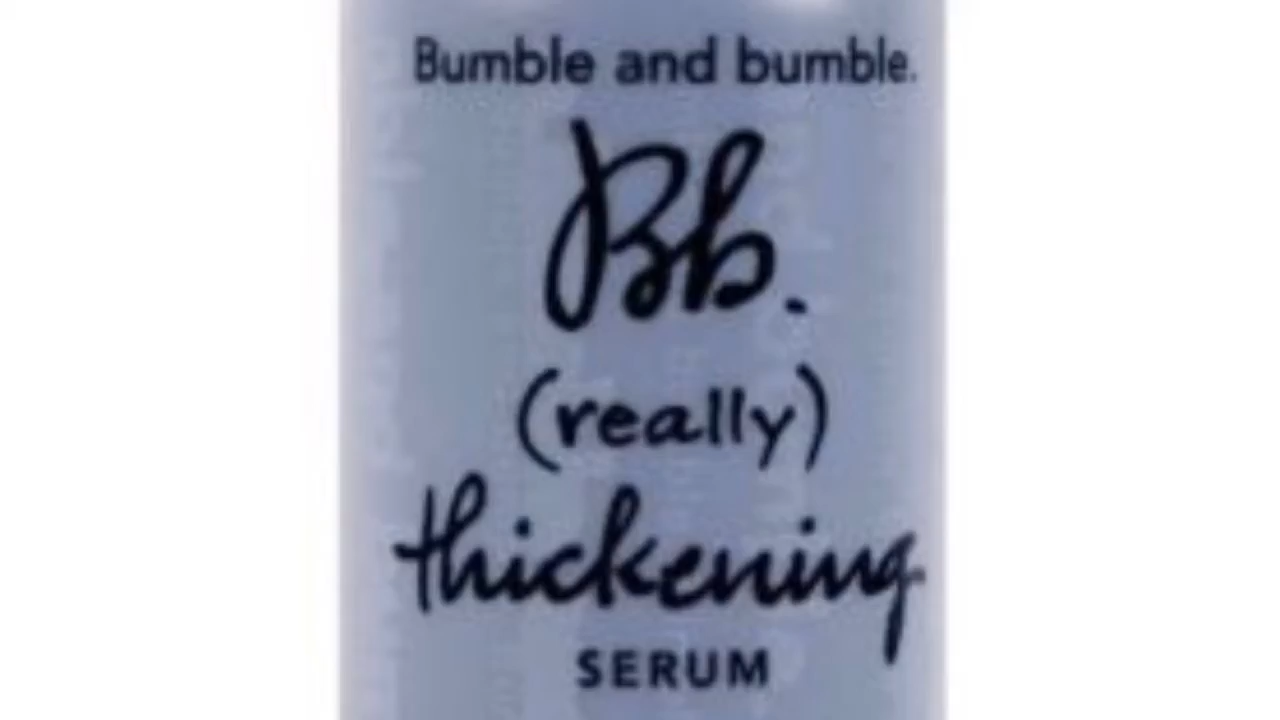 Bumble and bumble.
Bb.
(really)
thickening
SERUM